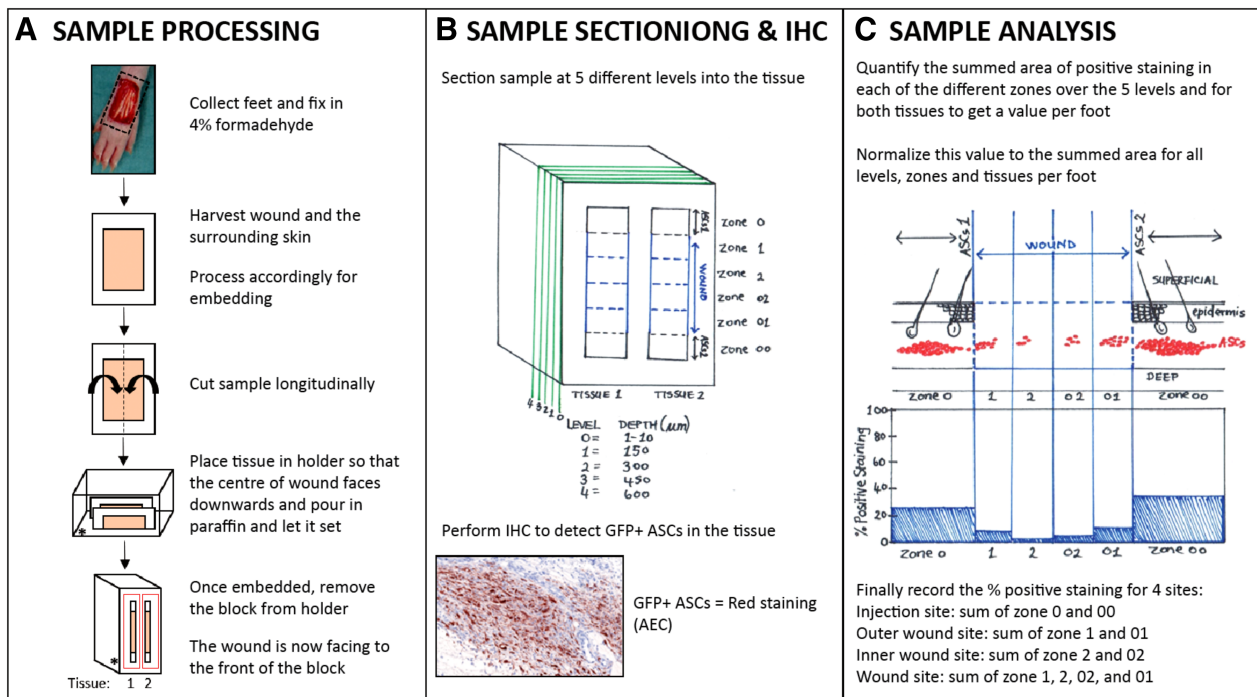 A SAMPLE PROCESSING
Collect feet and fix in
4% formadehyde
Harvest wound and the
surrounding skin
Process accordingly for
embedding
Cut sample longitudinally
Place tissue in holder so that
the centre of wound faces
downwards and pour in
paraffin and let it set
*
Once embedded, remove
the block from holder
The wound is now facing to
the front of the block
*
Tissue: 1 2
B SAMPLE SECTIONIONG & IHC
Section sample at 5 different levels into the tissue
ASCs1
zone 0
zone 1
WOUND
zone 2
zone 02
zone 01
ASCs2
zone 00
TISSUE 1 TISSUE 2
4 3 2 1 0
LEVEL DEPTH (μm)
0= 1-10
1 = 150
2 = 300
3 = 450
4 = 600
Perform IHC to detect GFP+ ASCs in the tissue
GFP+ ASCs = Red staining
(AEC)
C SAMPLE ANALYSIS
Quantify the summed area of positive staining in
each of the different zones over the 5 levels and for
both tissues to get a value per foot
Normalize this value to the summed area for all
levels, zones and tissues per foot
ASCs 1
WOUND
ASCs 2
SUPERFICIAL
epidermis
ASCs
DEEP
zone 0 1 2 02 01 zone 00
% Positive Staining
100
80
60
40
20
0
zone 0 1 2 02 01 zone 00
Finally record the % positive staining for 4 sites:
Injection site: sum of zone 0 and 00
Outer wound site: sum of zone 1 and 01
Inner wound site: sum of zone 2 and 02
Wound site: sum of zone 1, 2, 02, and 01